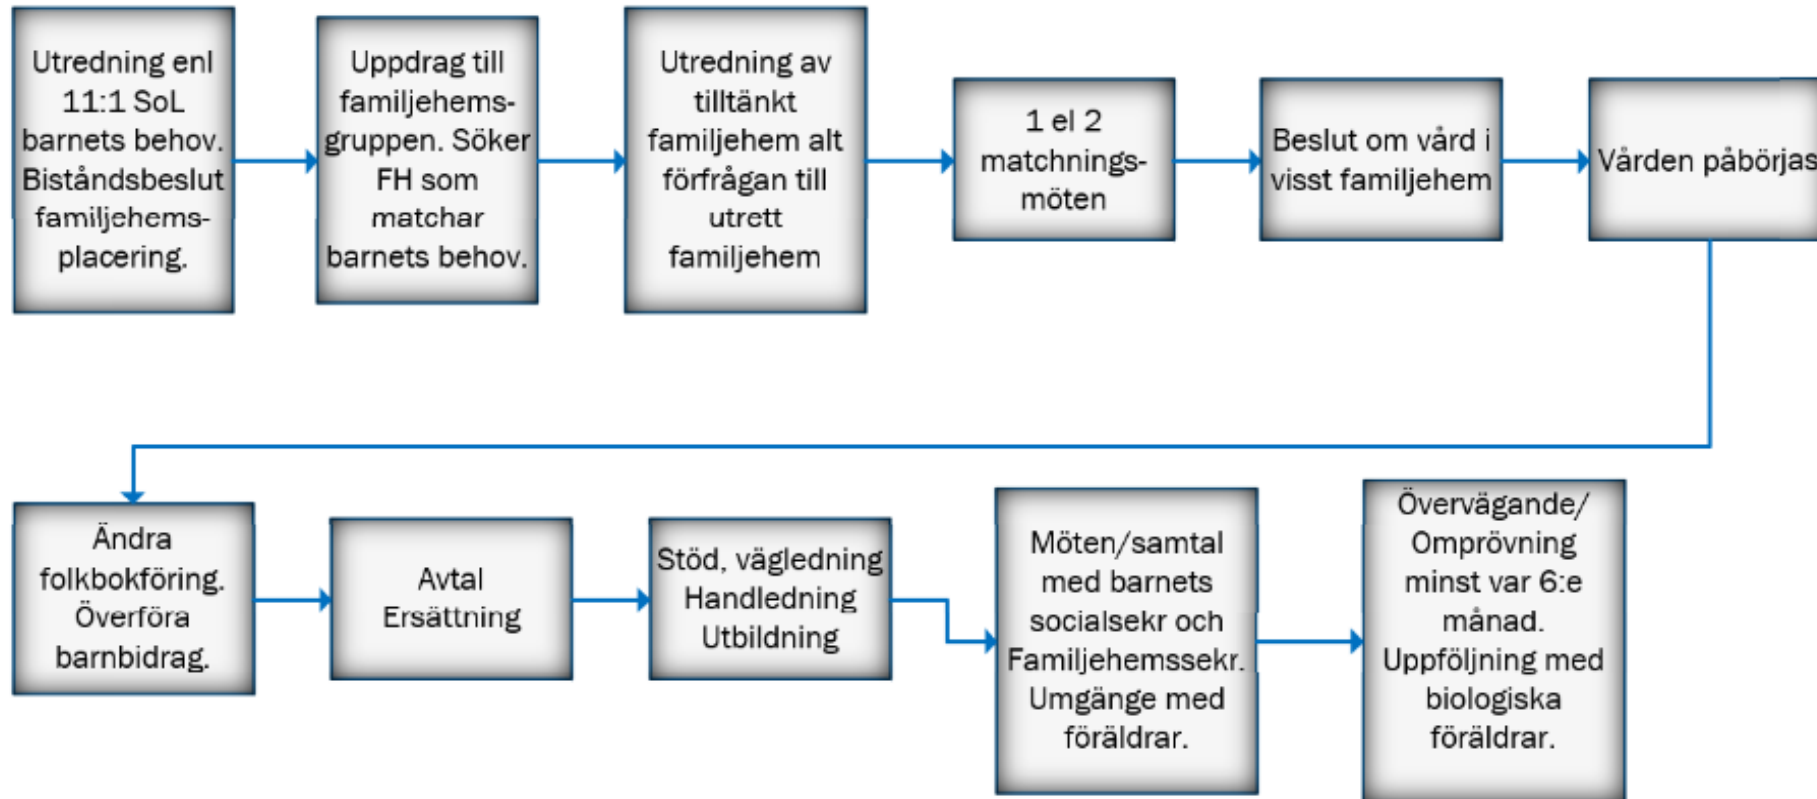 Utredning enl
11:1 SoL
barnets behov.
Biståndsbeslut
familjehems-
placering.
Uppdrag till
familjehems-
gruppen. Söker
FH som
matchar
barnets behov.
Utredning av
tilltänkt
familjehem alt
förfrågan till
utrett
familjehem
1 el 2
matchnings-
möten
Beslut om vård i
visst familjehem
Vården påbörjas
Ändra
folkbokföring.
Överföra
barnbidrag.
Avtal
Ersättning
Stöd, vägledning
Handledning
Utbildning
Möten/samtal
med barnets
socialsekr och
Familjehemssekr.
Umgänge med
föräldrar.
Övervägande/
Omprövning
minst var 6:e
månad.
Uppföljning med
biologiska
föräldrar.